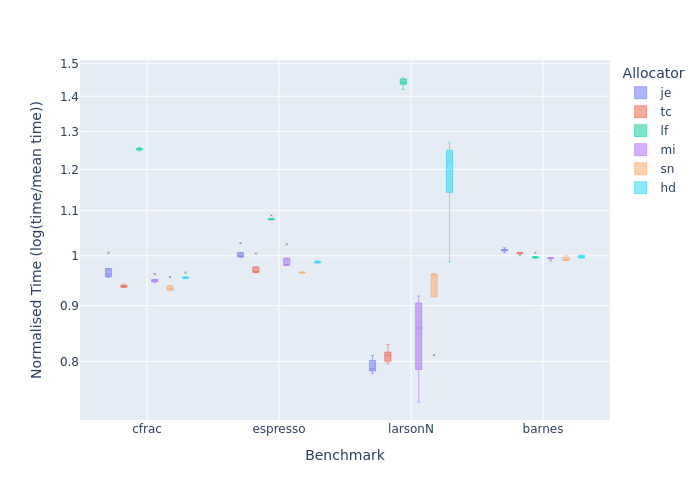 1.5
1.4
1.3
1.2
1.1
1
0.9
0.8
Normalised Time (log(time/mean time))
cfrac
espresso
larsonN
barnes
Benchmark
Allocator
je
tc
lf
mi
sn
hd